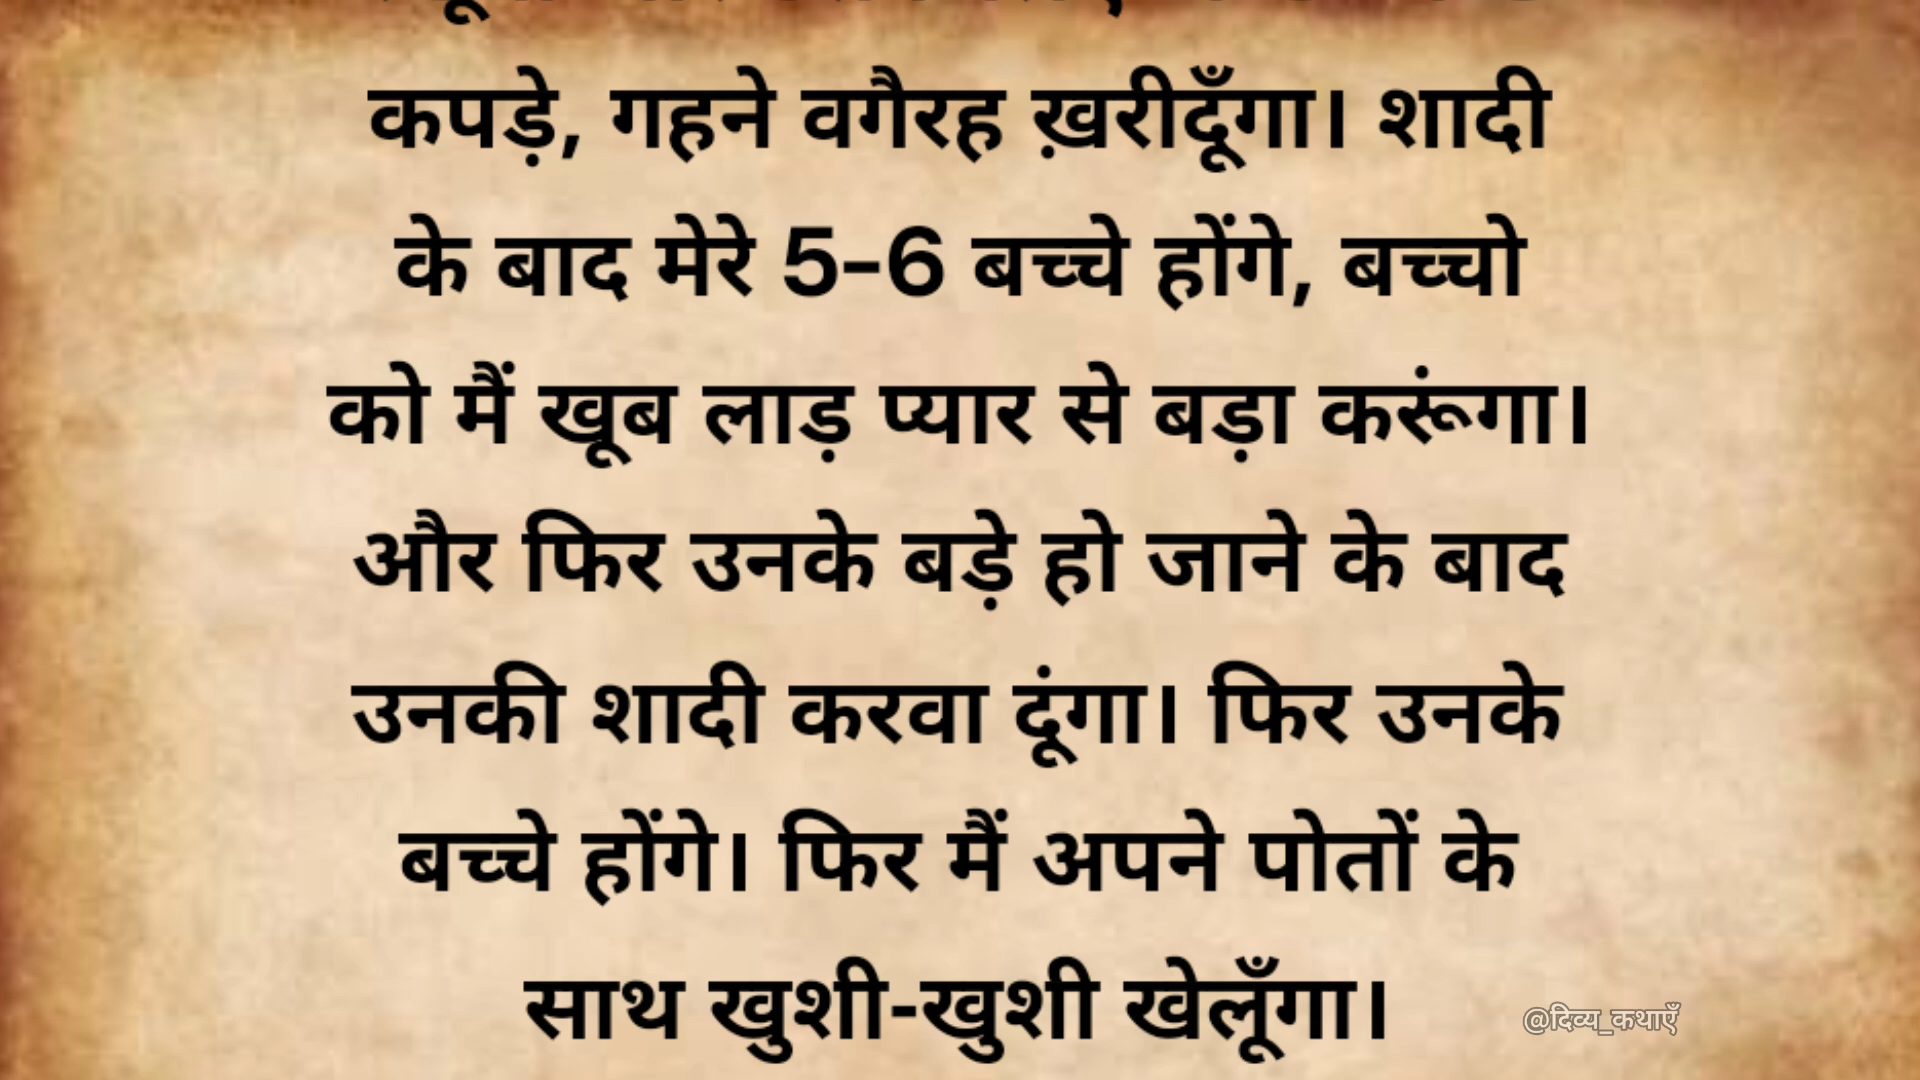 कपड़े, गहने वगैरह ख़रीदूँगा। शादी
के बाद मेरे 5-6 बच्चे होंगे, बच्चो
को मैं खूब लाड़ प्यार से बड़ा करूंगा।
और फिर उनके बड़े हो जाने के बाद
उनकी शादी करवा दूंगा। फिर उनके
बच्चे होंगे। फिर मैं अपने पोतों के
साथ खुशी-खुशी खेलूँगा।
@दिव्य_कथाएँ